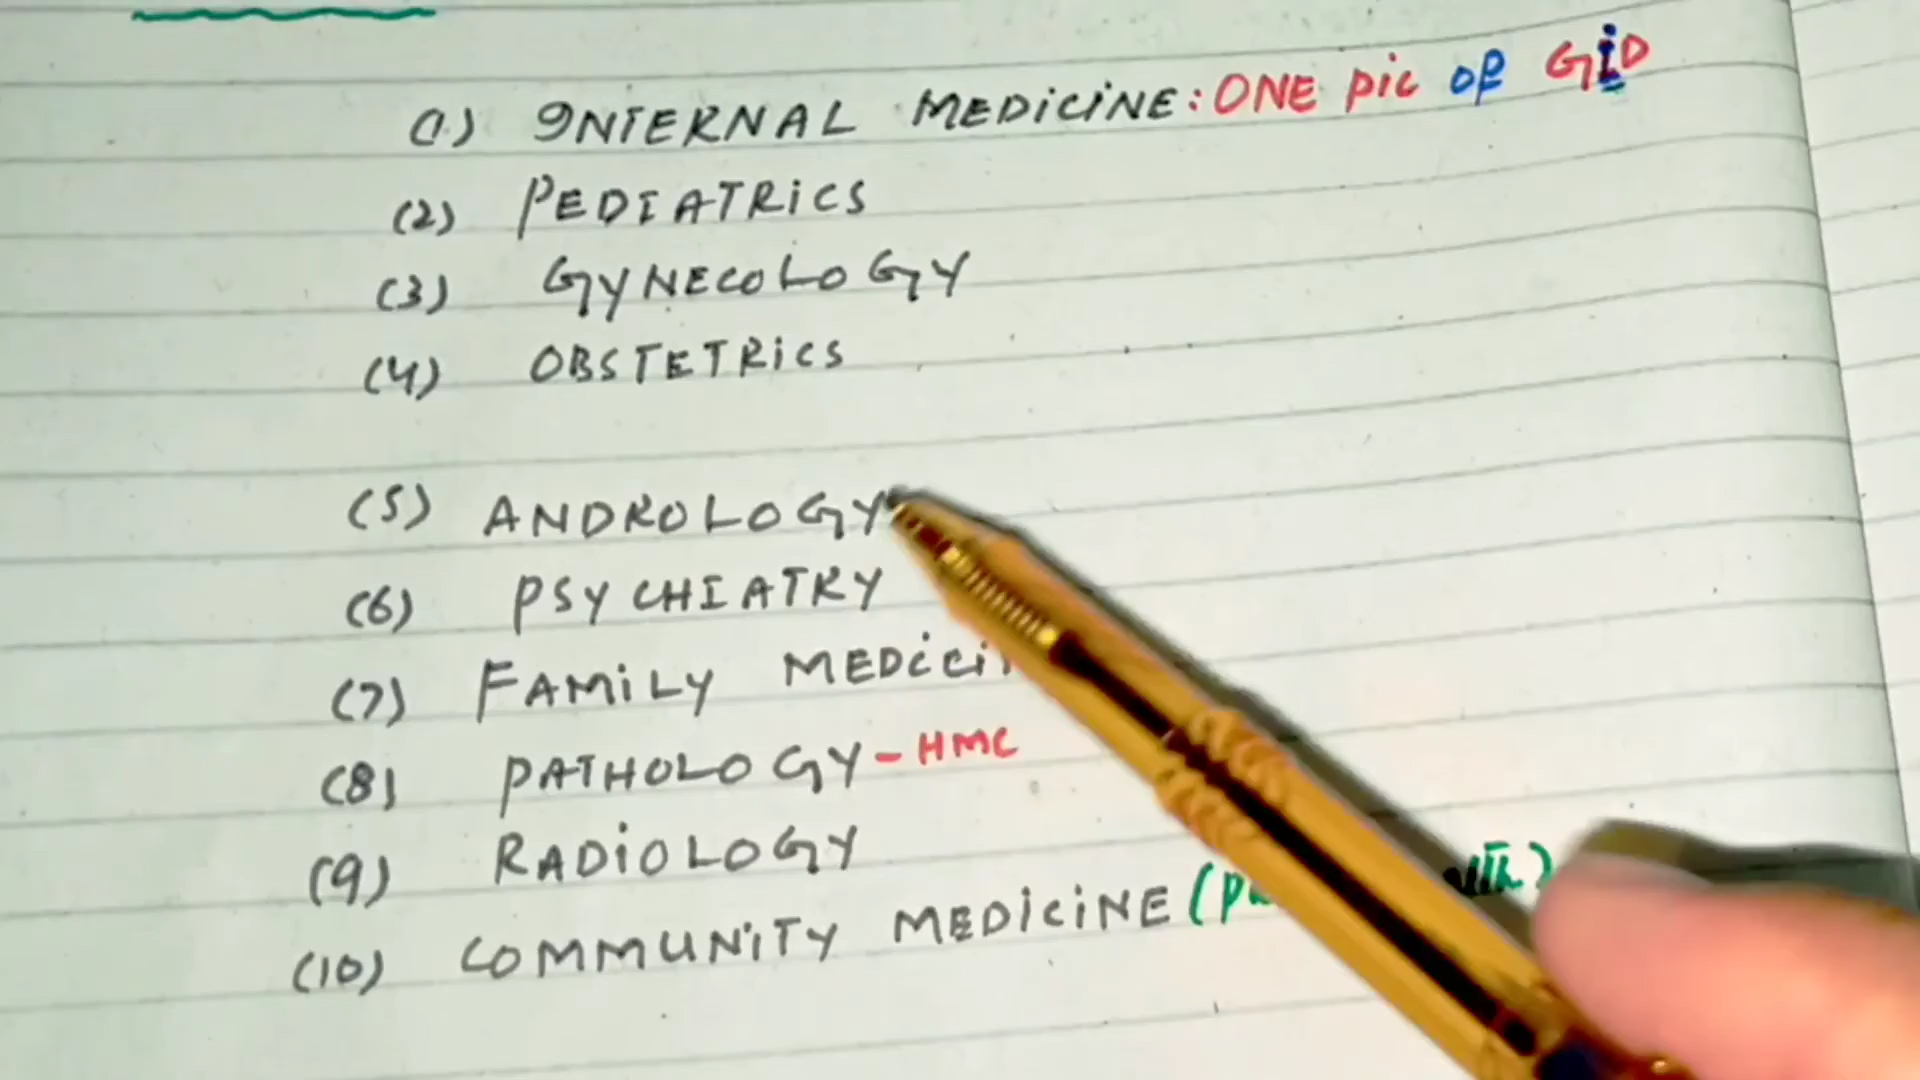 (1) INTERNAL MEDICINE: ONE PIC OF GID
(2) PEDIATRICS
(3) GYNECOLOGY
(4) OBSTETRICS
(5) ANDROLOGY
(6) PSYCHIATRY
(7) FAMILY
(8) PATHOLOGY - HMC
(9) RADIOLOGY
(10) COMMUNITY MEDICINE